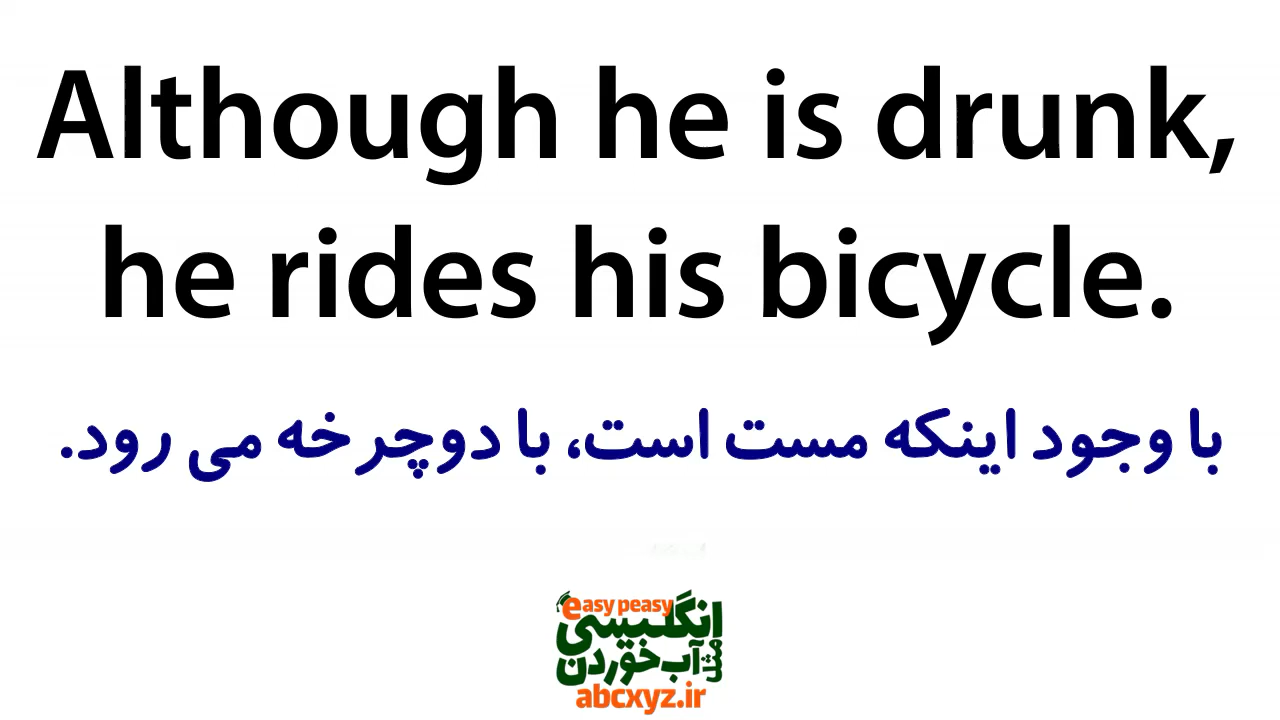 Although he is drunk,
he rides his bicycle.
با وجود اینکه مست است، با دوچرخه می رود.
easy peasy
انگلیسی
مثل آب خوردن
abcxyz.ir